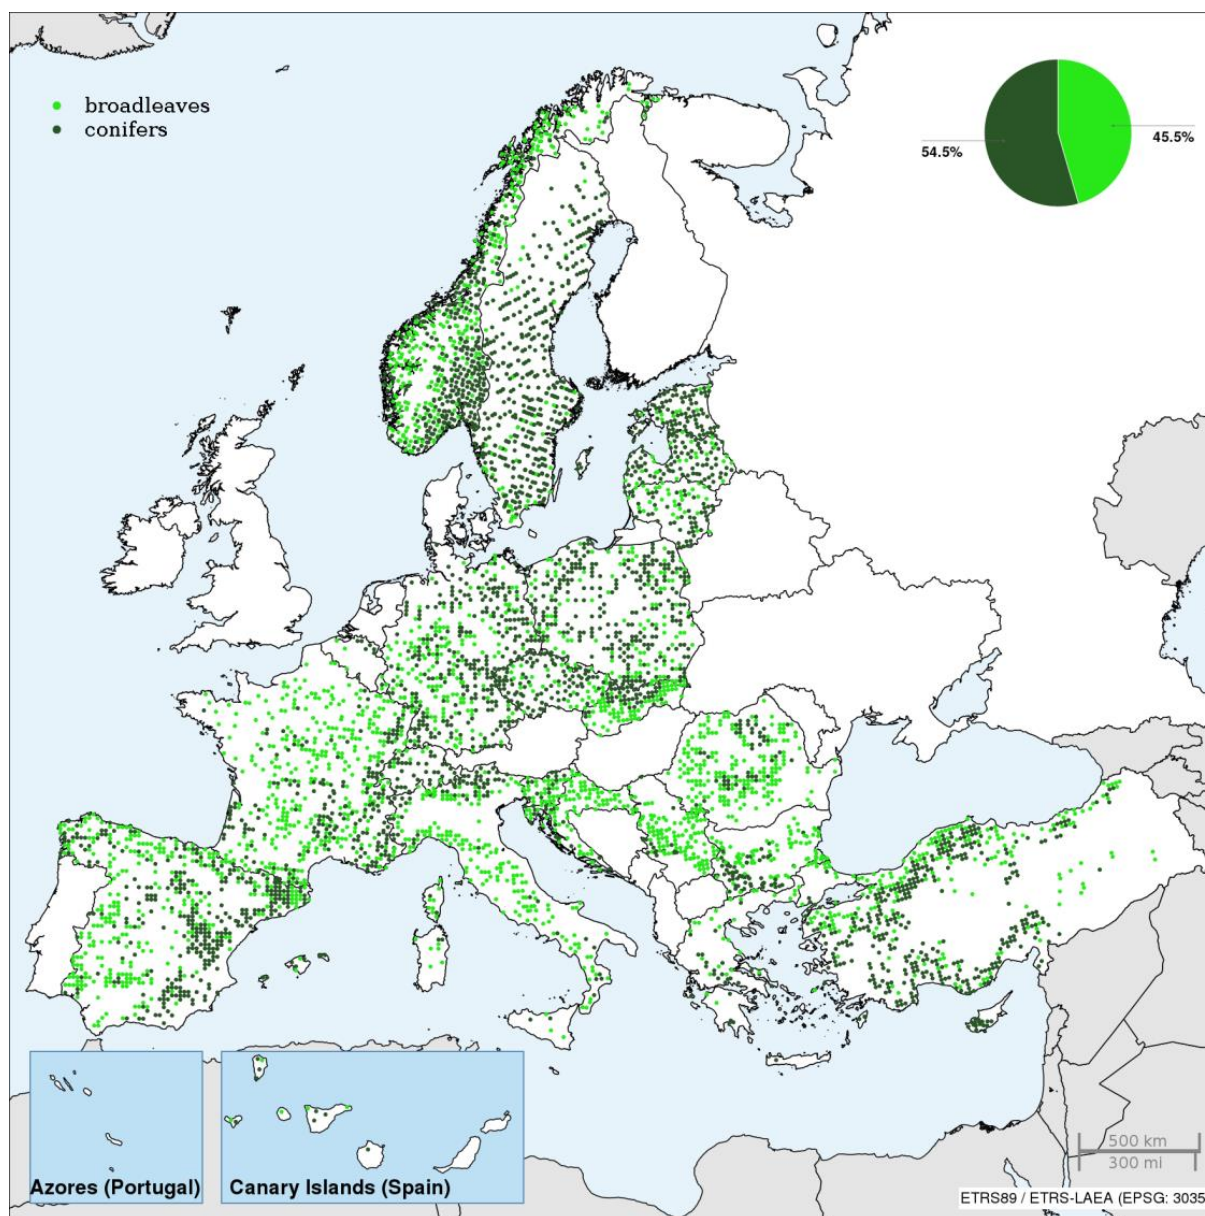 broadleaves
conifers
54.5%
45.5%
Azores (Portugal)
Canary Islands (Spain)
500 km
300 mi
ETRS89 / ETRS-LAEA (EPSG: 3035